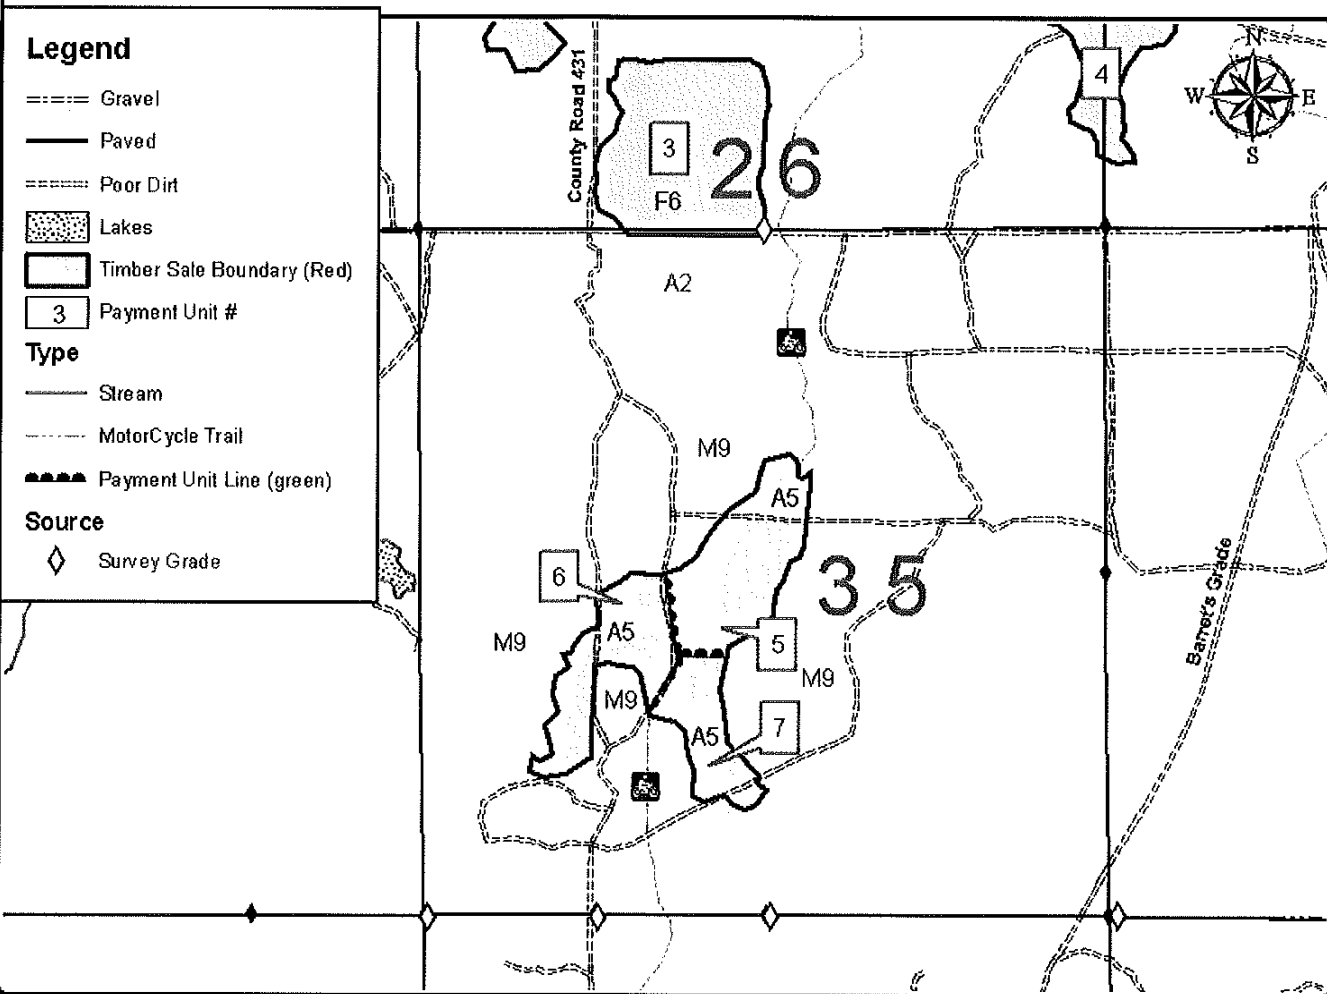 Legend
Gravel
Paved
Poor Dirt
Lakes
Timber Sale Boundary (Red)
3 Payment Unit #
Type
Stream
MotorCycle Trail
Payment Unit Line (green)
Source
Survey Grade
County Road 431
3
F6
26
4
N
W E
S
A2
M9
A5
35
6
A5
M9
5
M9
M9
A5
7
Barret's Grade